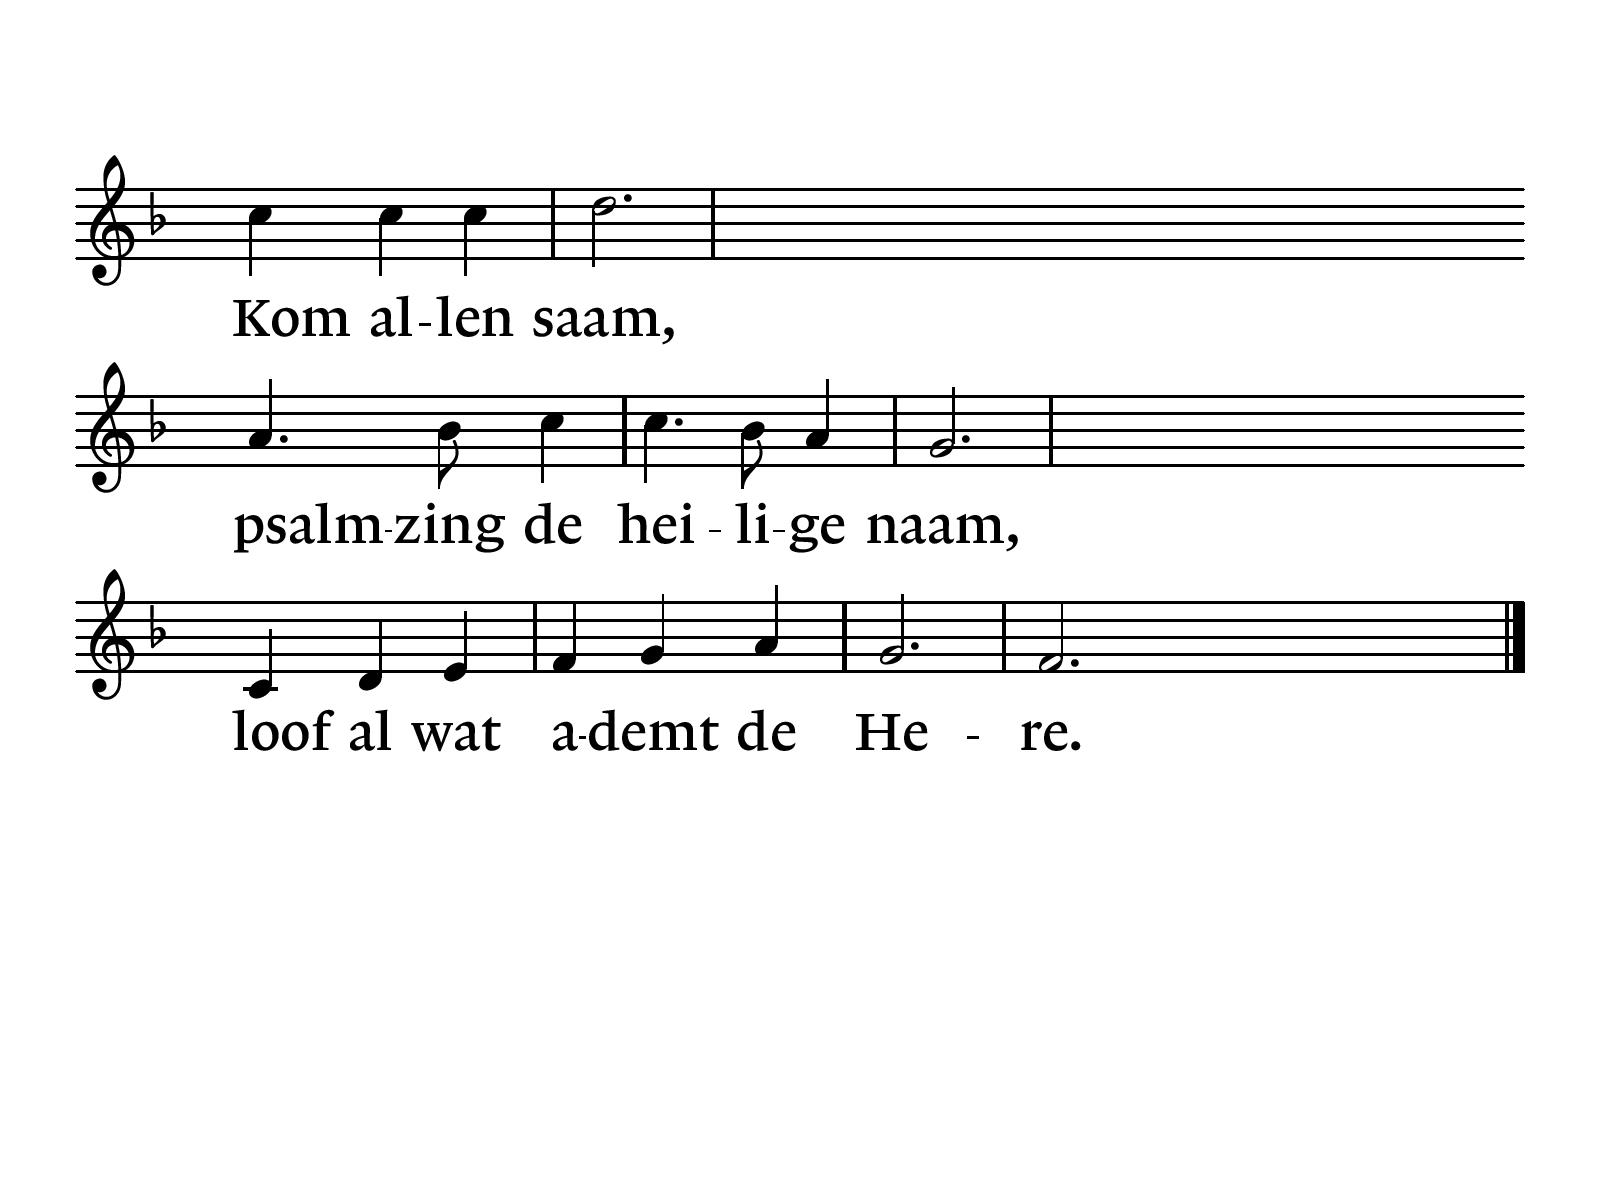 Kom al-len saam,
psalm-zing de hei - li-ge naam,
loof al wat a-demt de He - re.